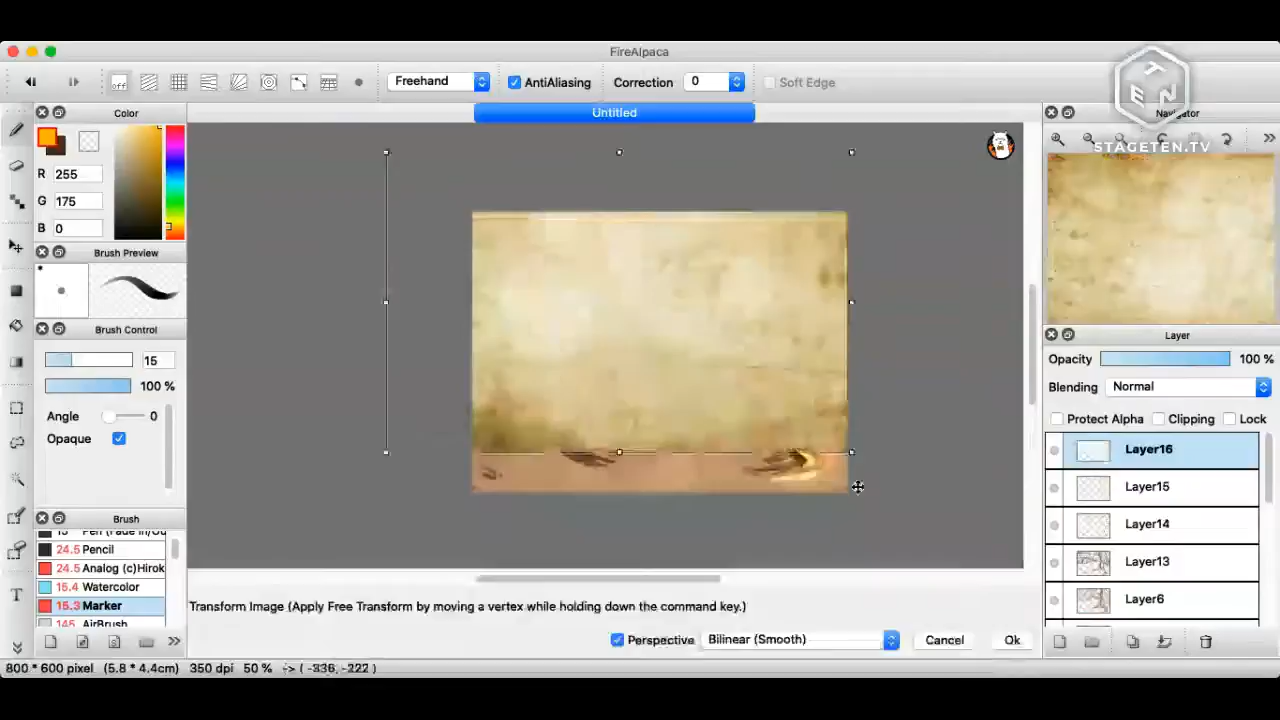 FireAlpaca
off
Freehand
AntiAliasing
Correction
0
Soft Edge
Color
Untitled
Navigator
TEN
STAGETEN.TV
R 255
G 175
B 0
Brush Preview
Brush Control
15
100 %
Angle 0
Opaque
Brush
24.5 Pencil
24.5 Analog (c)Hirok
15.4 Watercolor
15.3 Marker
145 AirBrush
Layer
Opacity 100 %
Blending Normal
Protect Alpha Clipping Lock
Layer16
Layer15
Layer14
Layer13
Layer6
T
Transform Image (Apply Free Transform by moving a vertex while holding down the command key.)
Perspective Bilinear (Smooth) Cancel Ok
800 * 600 pixel (5.8 * 4.4cm) 350 dpi 50 % -> ( -336, -222 )